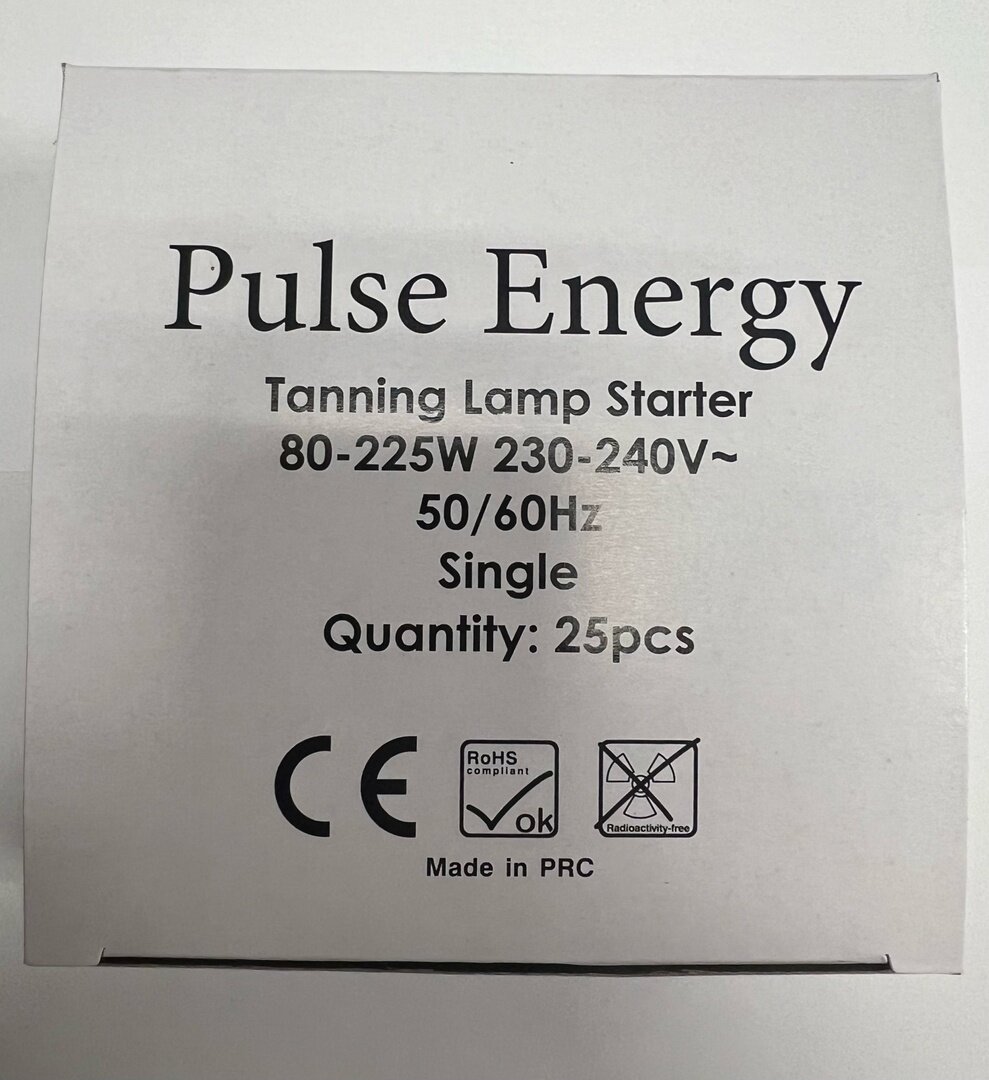 Pulse Energy
Tanning Lamp Starter
80-225W 230-240V~
50/60Hz
Single
Quantity: 25pcs
CE
RoHS
compliant
ok
Radioactivity-free
Made in PRC